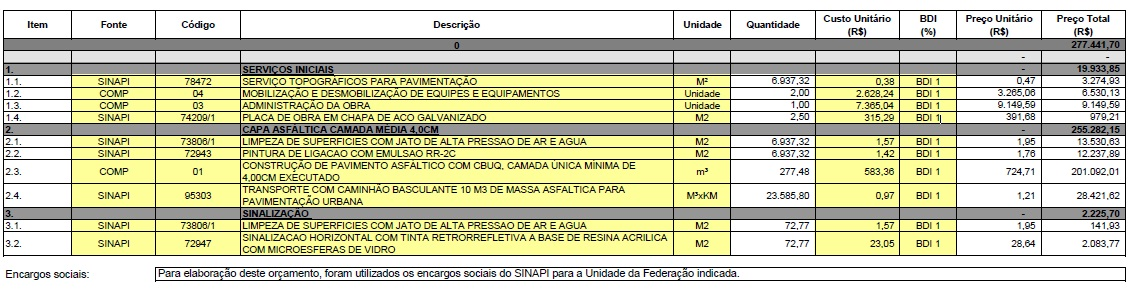 Item Fonte Código Descrição Unidade Quantidade Custo Unitário (R$) BDI (%) Preço Unitário (R$) Preço Total (R$)
0 277.441,70
- -
1. SERVIÇOS INICIAIS - 19.933,85
1.1. SINAPI 78472 SERVIÇO TOPOGRÁFICOS PARA PAVIMENTAÇÃO M² 6.937,32 0,38 BDI 1 0,47 3.274,93
1.2. COMP 04 MOBILIZAÇÃO E DESMOBILIZAÇÃO DE EQUIPES E EQUIPAMENTOS Unidade 2,00 2.628,24 BDI 1 3.265,06 6.530,13
1.3. COMP 03 ADMINISTRAÇÃO DA OBRA Unidade 1,00 7.365,04 BDI 1 9.149,59 9.149,59
1.4. SINAPI 74209/1 PLACA DE OBRA EM CHAPA DE ACO GALVANIZADO M2 2,50 315,29 BDI 1 391,68 979,21
2. CAPA ASFÁLTICA CAMADA MÉDIA 4,0CM - 255.282,15
2.1. SINAPI 73806/1 LIMPEZA DE SUPERFICIES COM JATO DE ALTA PRESSAO DE AR E AGUA M2 6.937,32 1,57 BDI 1 1,95 13.530,63
2.2. SINAPI 72943 PINTURA DE LIGACAO COM EMULSAO RR-2C M2 6.937,32 1,42 BDI 1 1,76 12.237,89
2.3. COMP 01 CONSTRUÇÃO DE PAVIMENTO ASFÁLTICO COM CBUQ, CAMADA ÚNICA MÍNIMA DE 4,00CM EXECUTADO m³ 277,48 583,36 BDI 1 724,71 201.092,01
2.4. SINAPI 95303 TRANSPORTE COM CAMINHÃO BASCULANTE 10 M3 DE MASSA ASFALTICA PARA PAVIMENTAÇÃO URBANA M³xKM 23.585,80 0,97 BDI 1 1,21 28.421,62
3. SINALIZAÇÃO - 2.225,70
3.1. SINAPI 73806/1 LIMPEZA DE SUPERFICIES COM JATO DE ALTA PRESSAO DE AR E AGUA M2 72,77 1,57 BDI 1 1,95 141,93
3.2. SINAPI 72947 SINALIZACAO HORIZONTAL COM TINTA RETRORREFLETIVA A BASE DE RESINA ACRILICA COM MICROESFERAS DE VIDRO M2 72,77 23,05 BDI 1 28,64 2.083,77
Encargos sociais: Para elaboração deste orçamento, foram utilizados os encargos sociais do SINAPI para a Unidade da Federação indicada.